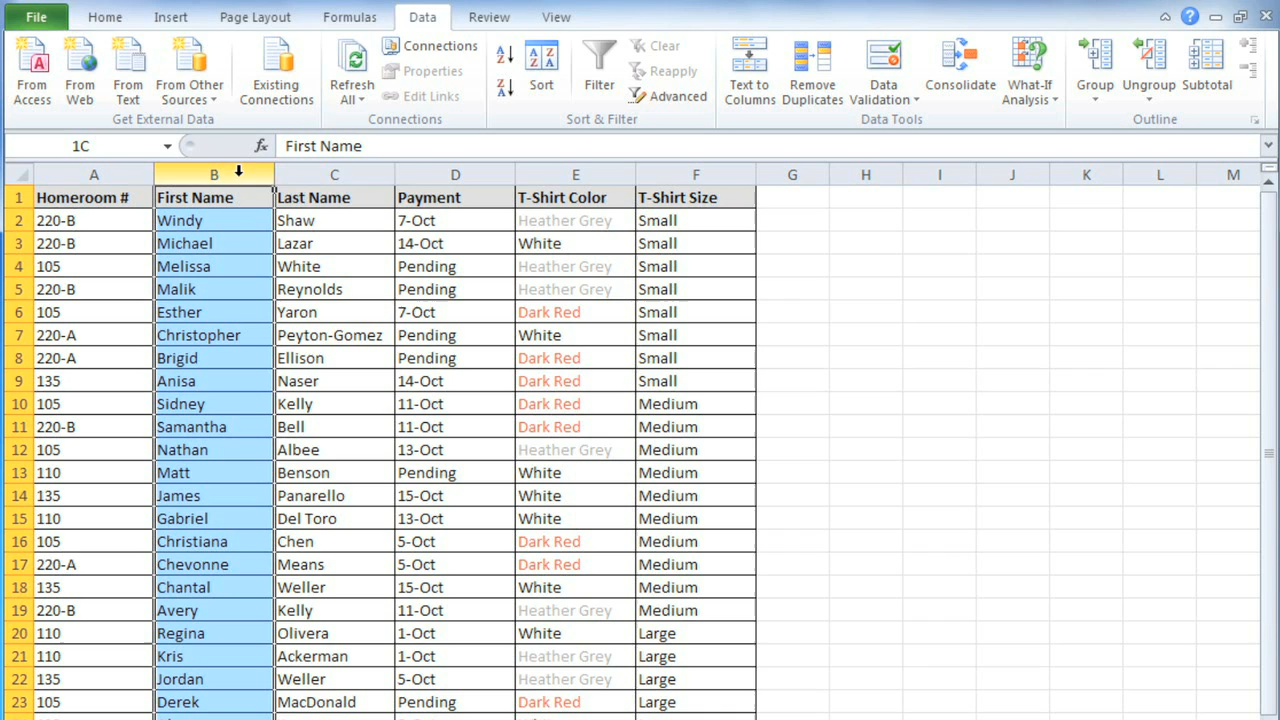 File Home Insert Page Layout Formulas Data Review View
Connections Clear
Properties Reapply
Edit Links Advanced
From Access From Web From Text From Other Sources Existing Connections Refresh All Sort Filter Text to Columns Remove Duplicates Data Validation Consolidate What-If Analysis Group Ungroup Subtotal
Get External Data Connections Sort & Filter Data Tools Outline
1C fx First Name
A B C D E F G H I J K L M
1 Homeroom # First Name Last Name Payment T-Shirt Color T-Shirt Size
2 220-B Windy Shaw 7-Oct Heather Grey Small
3 220-B Michael Lazar 14-Oct White Small
4 105 Melissa White Pending Heather Grey Small
5 220-B Malik Reynolds Pending Heather Grey Small
6 105 Esther Yaron 7-Oct Dark Red Small
7 220-A Christopher Peyton-Gomez Pending White Small
8 220-A Brigid Ellison Pending Dark Red Small
9 135 Anisa Naser 14-Oct Dark Red Small
10 105 Sidney Kelly 11-Oct Dark Red Medium
11 220-B Samantha Bell 11-Oct Dark Red Medium
12 105 Nathan Albee 13-Oct Heather Grey Medium
13 110 Matt Benson Pending White Medium
14 135 James Panarello 15-Oct White Medium
15 110 Gabriel Del Toro 13-Oct White Medium
16 105 Christiana Chen 5-Oct Dark Red Medium
17 220-A Chevonne Means 5-Oct Dark Red Medium
18 135 Chantal Weller 15-Oct White Medium
19 220-B Avery Kelly 11-Oct Heather Grey Medium
20 110 Regina Olivera 1-Oct White Large
21 110 Kris Ackerman 1-Oct Heather Grey Large
22 135 Jordan Weller 5-Oct Heather Grey Large
23 105 Derek MacDonald Pending Dark Red Large